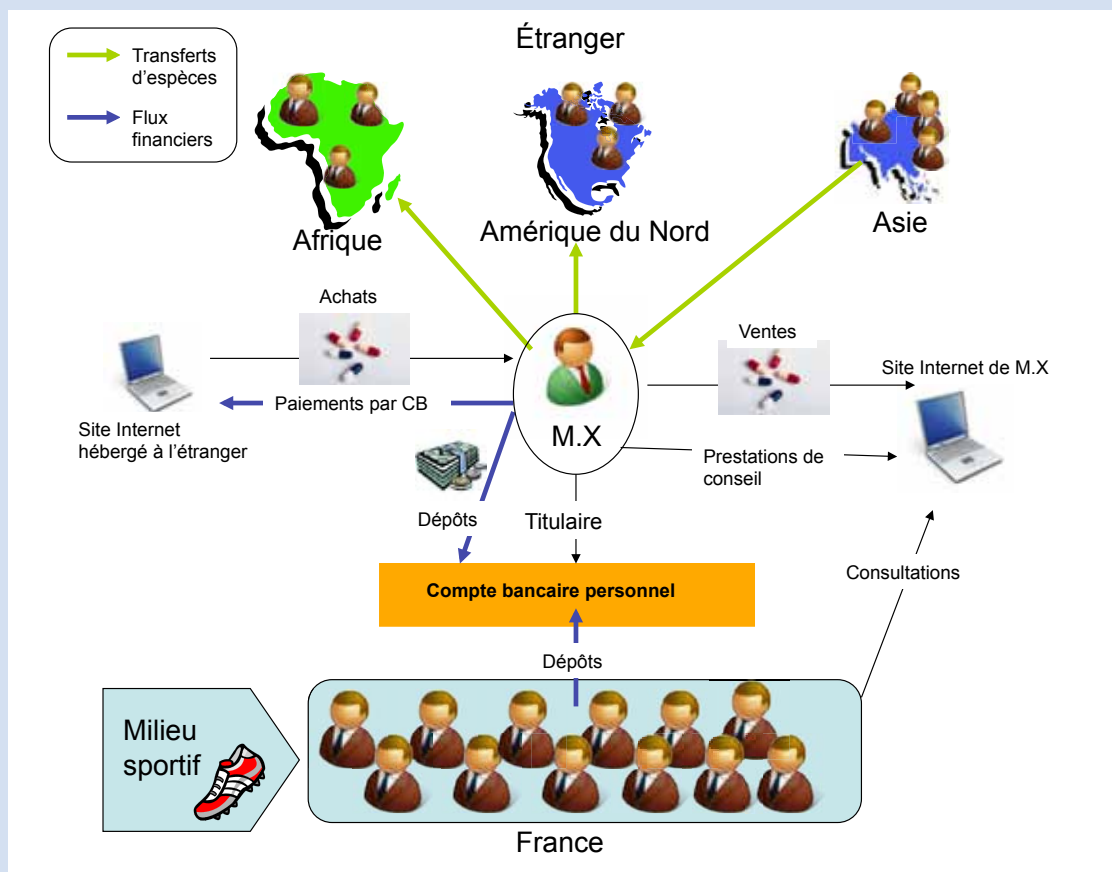 Étranger
Transferts
d'espèces
Flux
financiers
Afrique
Amérique du Nord
Asie
Achats
Ventes
Site Internet de M.X
Paiements par CB
Site Internet
hébergé à l'étranger
M.X
Prestations de
conseil
Dépôts
Titulaire
Consultations
Compte bancaire personnel
Dépôts
Milieu
sportif
France